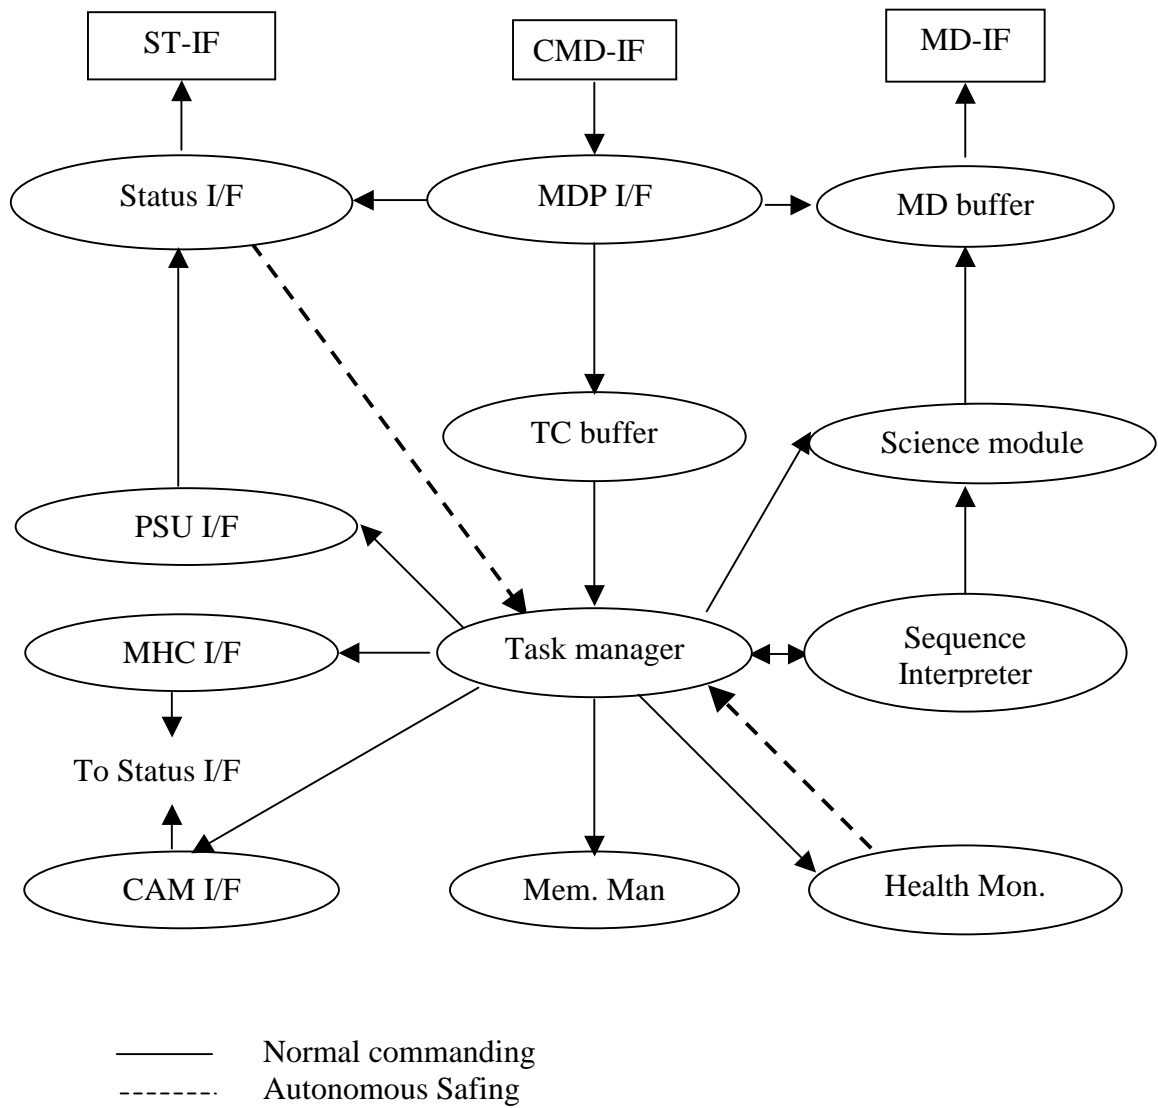 ST-IF
CMD-IF
MD-IF
Status I/F
MDP I/F
MD buffer
TC buffer
Science module
PSU I/F
MHC I/F
Task manager
Sequence
Interpreter
To Status I/F
CAM I/F
Mem. Man
Health Mon.
Normal commanding
Autonomous Safing